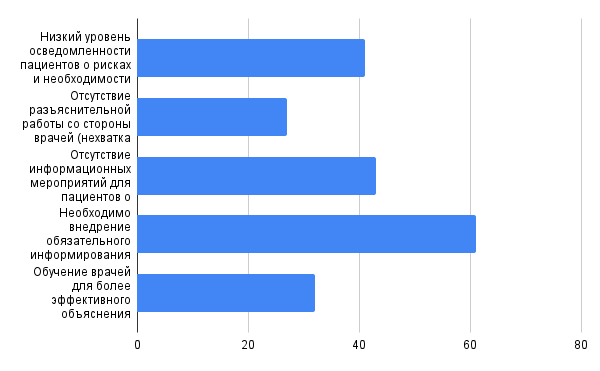 Низкий уровень
осведомленности
пациентов о рисках
и необходимости
Отсутствие
разъяснительной
работы со стороны
врачей (нехватка
Отсутствие
информационных
мероприятий для
пациентов о
Необходимо
внедрение
обязательного
информирования
Обучение врачей
для более
эффективного
объяснения
0 20 40 60 80